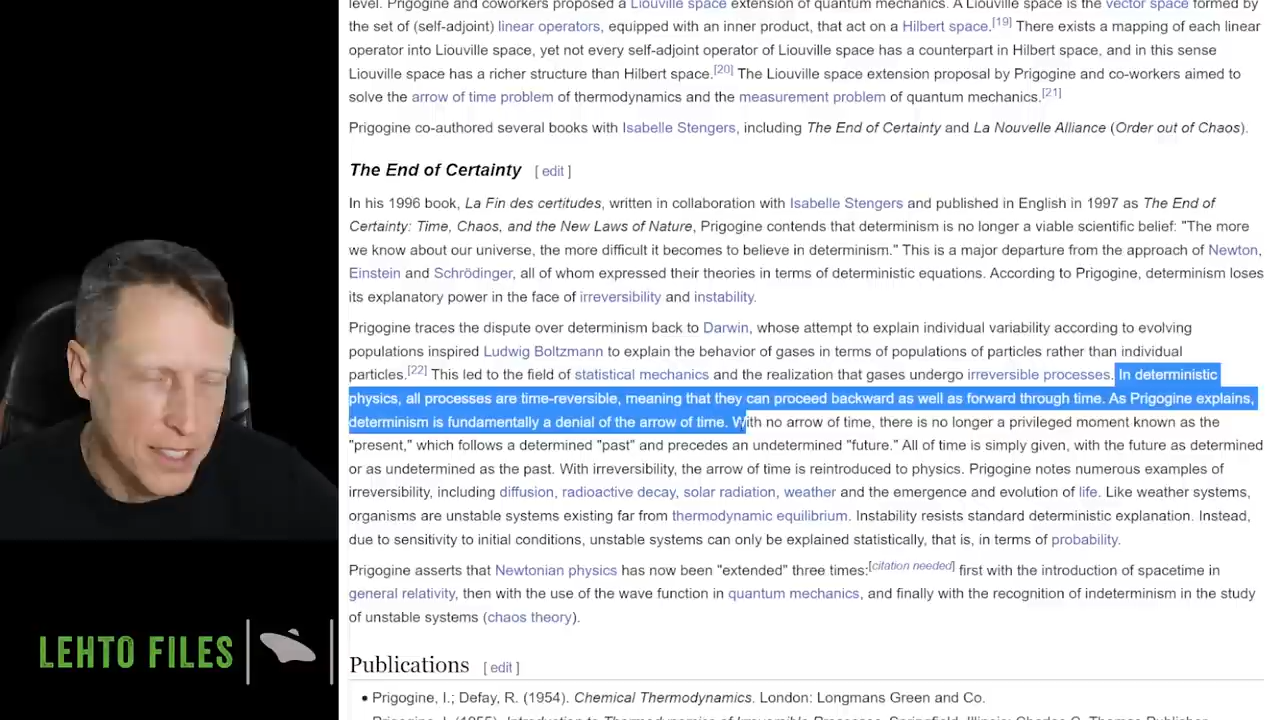 level. Prigogine and coworkers proposed a Liouville space extension of quantum mechanics. A Liouville space is the vector space formed by
the set of (self-adjoint) linear operators, equipped with an inner product, that act on a Hilbert space.[19] There exists a mapping of each linear
operator into Liouville space, yet not every self-adjoint operator of Liouville space has a counterpart in Hilbert space, and in this sense
Liouville space has a richer structure than Hilbert space.[20] The Liouville space extension proposal by Prigogine and co-workers aimed to
solve the arrow of time problem of thermodynamics and the measurement problem of quantum mechanics.[21]
Prigogine co-authored several books with Isabelle Stengers, including The End of Certainty and La Nouvelle Alliance (Order out of Chaos).
The End of Certainty [ edit ]
In his 1996 book, La Fin des certitudes, written in collaboration with Isabelle Stengers and published in English in 1997 as The End of
Certainty: Time, Chaos, and the New Laws of Nature, Prigogine contends that determinism is no longer a viable scientific belief: "The more
we know about our universe, the more difficult it becomes to believe in determinism." This is a major departure from the approach of Newton,
Einstein and Schrödinger, all of whom expressed their theories in terms of deterministic equations. According to Prigogine, determinism loses
its explanatory power in the face of irreversibility and instability.
Prigogine traces the dispute over determinism back to Darwin, whose attempt to explain individual variability according to evolving
populations inspired Ludwig Boltzmann to explain the behavior of gases in terms of populations of particles rather than individual
particles.[22] This led to the field of statistical mechanics and the realization that gases undergo irreversible processes. In deterministic
physics, all processes are time-reversible, meaning that they can proceed backward as well as forward through time. As Prigogine explains,
determinism is fundamentally a denial of the arrow of time. With no arrow of time, there is no longer a privileged moment known as the
"present," which follows a determined "past" and precedes an undetermined "future." All of time is simply given, with the future as determined
or as undetermined as the past. With irreversibility, the arrow of time is reintroduced to physics. Prigogine notes numerous examples of
irreversibility, including diffusion, radioactive decay, solar radiation, weather and the emergence and evolution of life. Like weather systems,
organisms are unstable systems existing far from thermodynamic equilibrium. Instability resists standard deterministic explanation. Instead,
due to sensitivity to initial conditions, unstable systems can only be explained statistically, that is, in terms of probability.
Prigogine asserts that Newtonian physics has now been "extended" three times:[citation needed] first with the introduction of spacetime in
general relativity, then with the use of the wave function in quantum mechanics, and finally with the recognition of indeterminism in the study
of unstable systems (chaos theory).
Publications [ edit ]
• Prigogine, I.; Defay, R. (1954). Chemical Thermodynamics. London: Longmans Green and Co.
LEHTO FILES